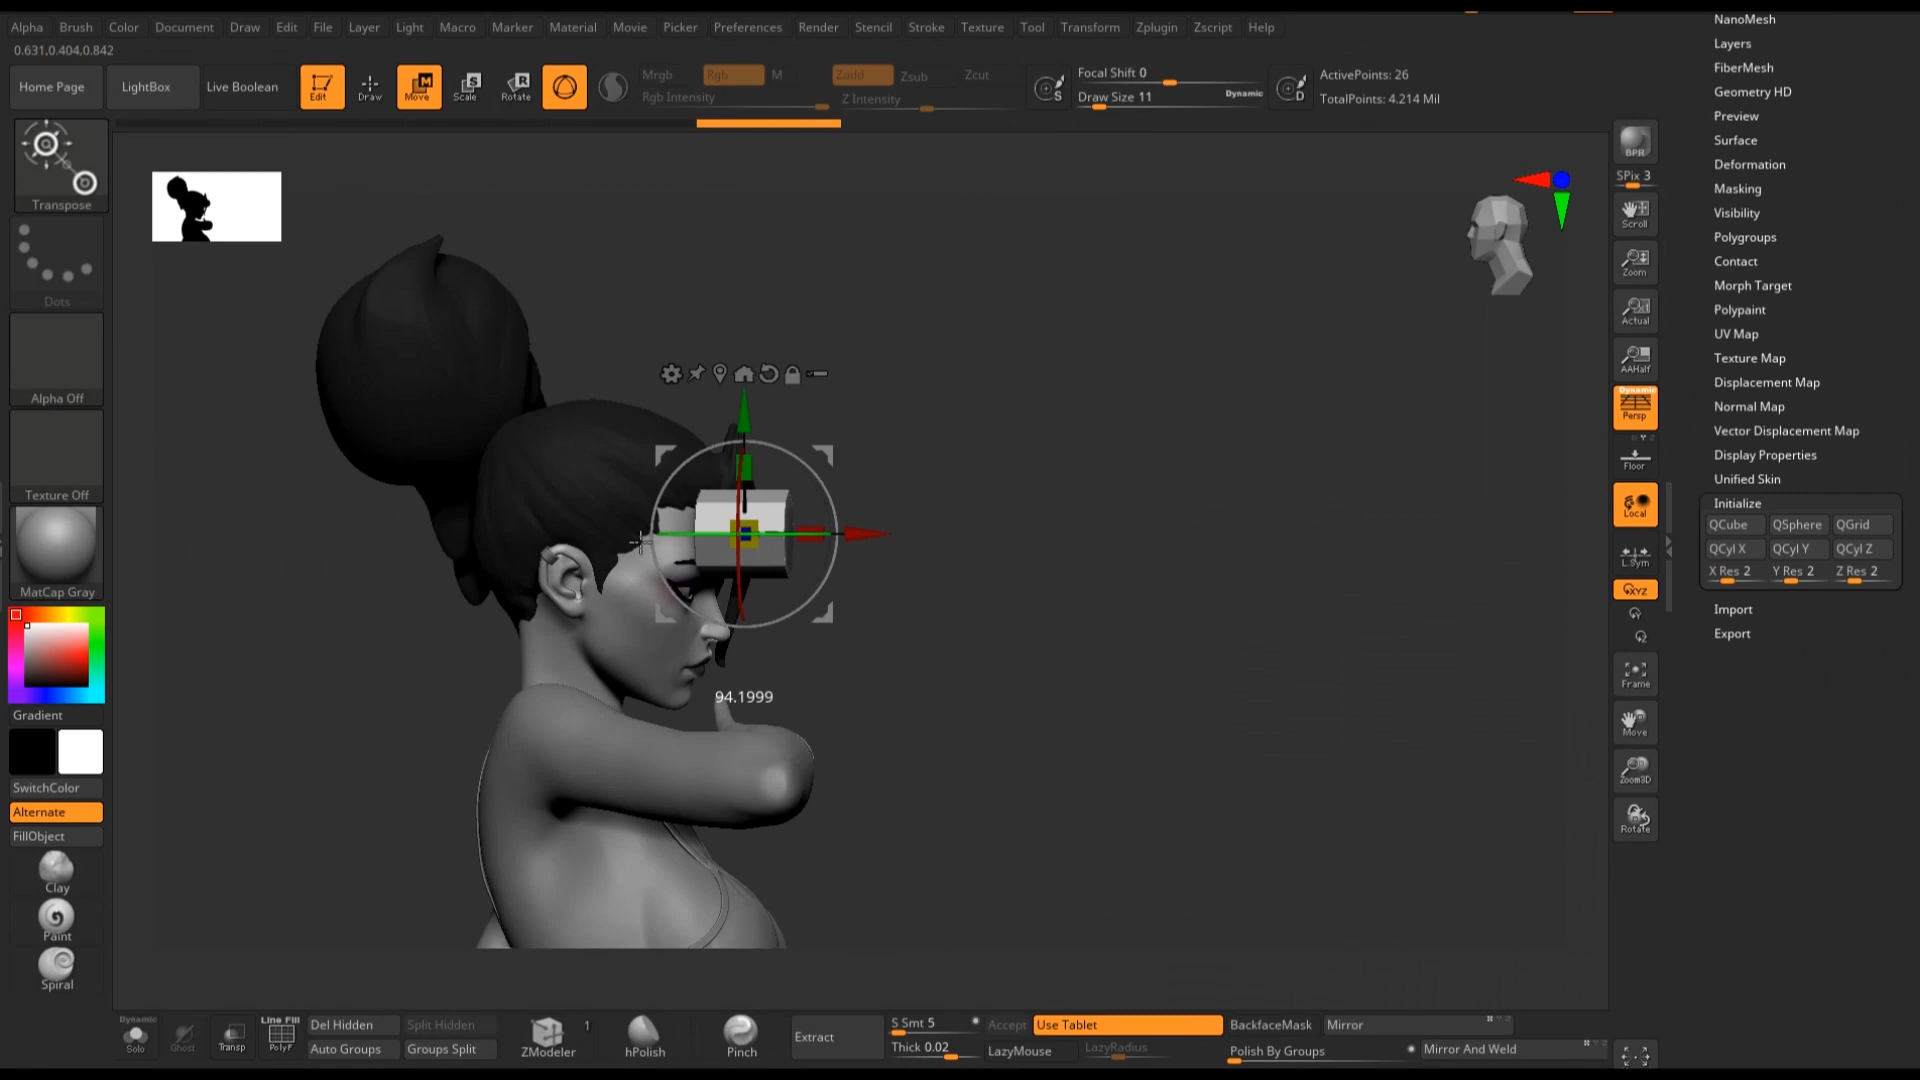 Alpha Brush Color Document Draw Edit File Layer Light Macro Marker Material Movie Picker Preferences Render Stencil Stroke Texture Tool Transform Zplugin Zscript Help
0.631,0.404,0.842
Home Page LightBox Live Boolean Edit Draw Move Scale Rotate
Mrgb Rgb M Zadd Zsub Zcut
Rgb Intensity Z Intensity
Focal Shift 0
Draw Size 11 Dynamic
ActivePoints: 26
TotalPoints: 4.214 Mil
Transpose
Dots
Alpha Off
Texture Off
MatCap Gray
Gradient
SwitchColor
Alternate
FillObject
Clay
Paint
Spiral
94.1999
BPR
SPix 3
Scroll
Zoom
Actual
AAHalf
Dynamic
Persp
Floor
Local
L.Sym
XYZ
Frame
Move
Zoom3D
Rotate
NanoMesh
Layers
FiberMesh
Geometry HD
Preview
Surface
Deformation
Masking
Visibility
Polygroups
Contact
Morph Target
Polypaint
UV Map
Texture Map
Displacement Map
Normal Map
Vector Displacement Map
Display Properties
Unified Skin
Initialize
QCube QSphere QGrid
QCyl X QCyl Y QCyl Z
X Res 2 Y Res 2 Z Res 2
Import
Export
Dynamic
Solo
Ghost
Transp
Line Fill
PolyF
Del Hidden Split Hidden
Auto Groups Groups Split
ZModeler 1
hPolish
Pinch
Extract
S Smt 5 Accept Use Tablet BackfaceMask Mirror
Thick 0.02 LazyMouse LazyRadius Polish By Groups Mirror And Weld